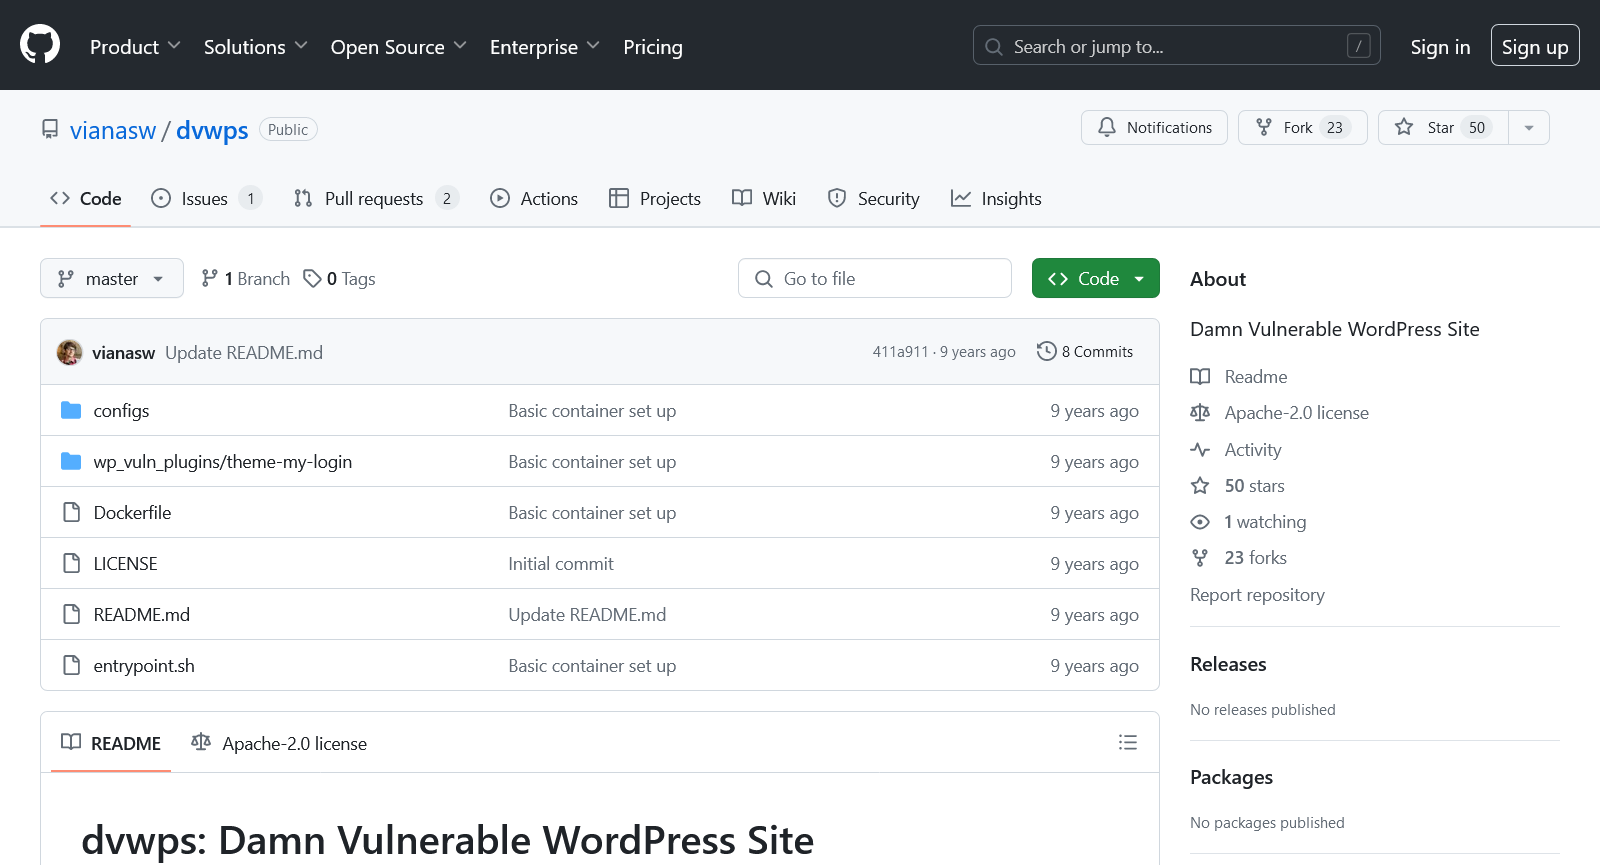 Product Solutions Open Source Enterprise Pricing Search or jump to... / Sign in Sign up
vianasw / dvwps Public Notifications Fork 23 Star 50
Code Issues 1 Pull requests 2 Actions Projects Wiki Security Insights
master 1 Branch 0 Tags Go to file Code
vianasw Update README.md 411a911 · 9 years ago 8 Commits
configs Basic container set up 9 years ago
wp_vuln_plugins/theme-my-login Basic container set up 9 years ago
Dockerfile Basic container set up 9 years ago
LICENSE Initial commit 9 years ago
README.md Update README.md 9 years ago
entrypoint.sh Basic container set up 9 years ago
README Apache-2.0 license
dvwps: Damn Vulnerable WordPress Site
About
Damn Vulnerable WordPress Site
Readme
Apache-2.0 license
Activity
50 stars
1 watching
23 forks
Report repository
Releases
No releases published
Packages
No packages published